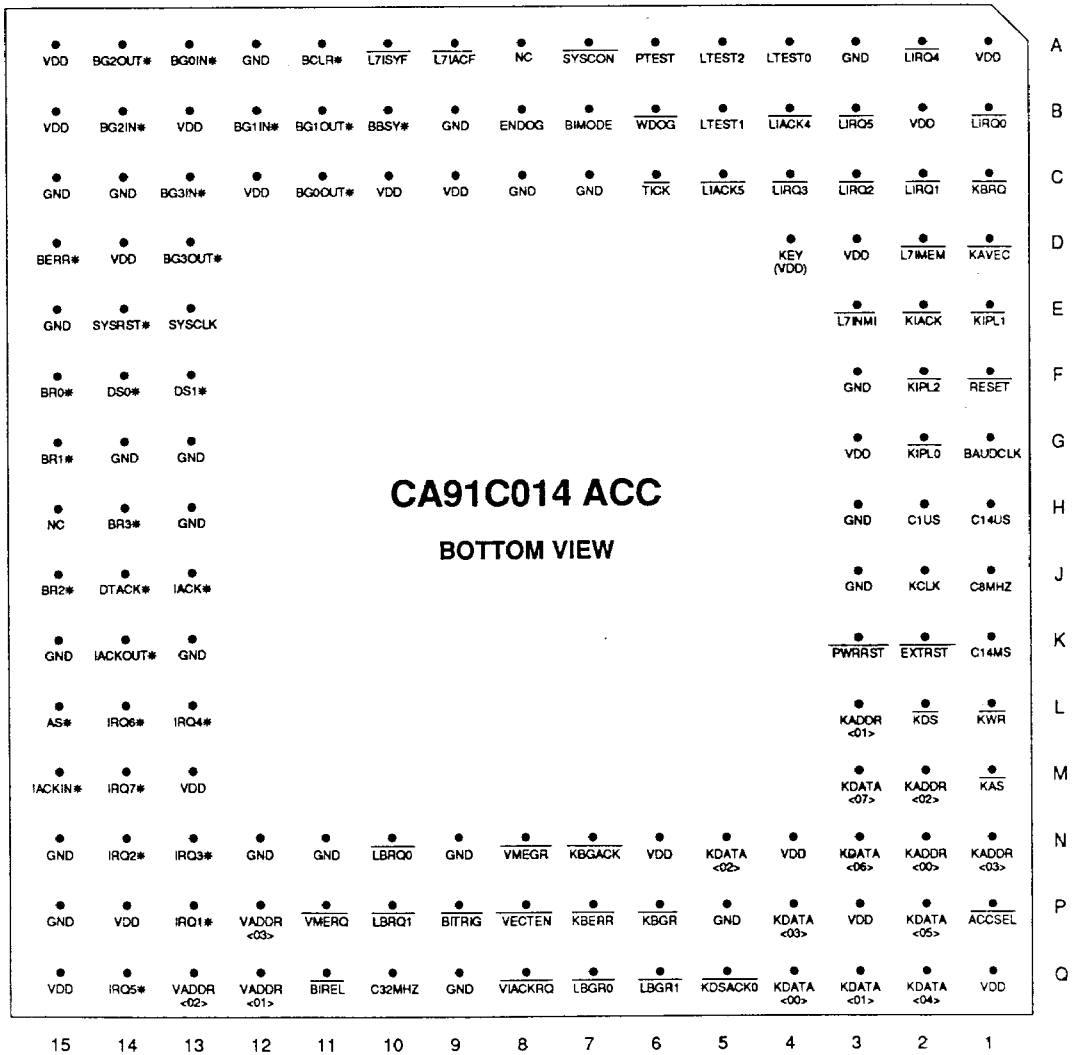 VDD BG2OUT* BG0IN* GND BCLR* L7ISYF L7IACF NC SYSCON PTEST LTEST2 LTEST0 GND LIRQ4 VDD A
VDD BG2IN* VDD BG1IN* BG1OUT* BBSY* GND ENDOG BIMODE WDOG LTEST1 LIACK4 LIRQ5 VDD LIRQ0 B
GND GND BG3IN* VDD BG0OUT* VDD VDD GND GND TICK LIACK5 LIRQ3 LIRQ2 LIRQ1 KBRQ C
BERR* VDD BG3OUT* KEY VDD L7IMEM KAVEC D
(VDD)
GND SYSRST* SYSCLK L7INMI KIACK KIPL1 E
BR0* DS0* DS1* GND KIPL2 RESET F
BR1* GND GND VDD KIPL0 BAUDCLK G
CA91C014 ACC
NC BR3* GND GND C1US C14US H
BOTTOM VIEW
BR2* DTACK* IACK* GND KCLK C8MHZ J
GND IACKOUT* GND PWRRST EXTRST C14MS K
AS* IRQ6* IRQ4* KADDR KDS KWR L
<01>
IACKIN* IRQ7* VDD KDATA KADDR KAS M
<07> <02>
GND IRQ2* IRQ3* GND GND LBRQ0 GND VMEGR KBGACK VDD KDATA VDD KDATA KADDR KADDR N
<02> <06> <00> <03>
GND VDD IRQ1* VADDR VMERQ LBRQ1 BITRIG VECTEN KBERR KBGR GND KDATA VDD KDATA ACCSEL P
<03> <03> <05>
VDD IRQ5* VADDR VADDR BIREL C32MHZ GND VIACKRQ LBGR0 LBGR1 KDSACK0 KDATA KDATA KDATA VDD Q
<02> <01> <00> <01> <04>
15 14 13 12 11 10 9 8 7 6 5 4 3 2 1